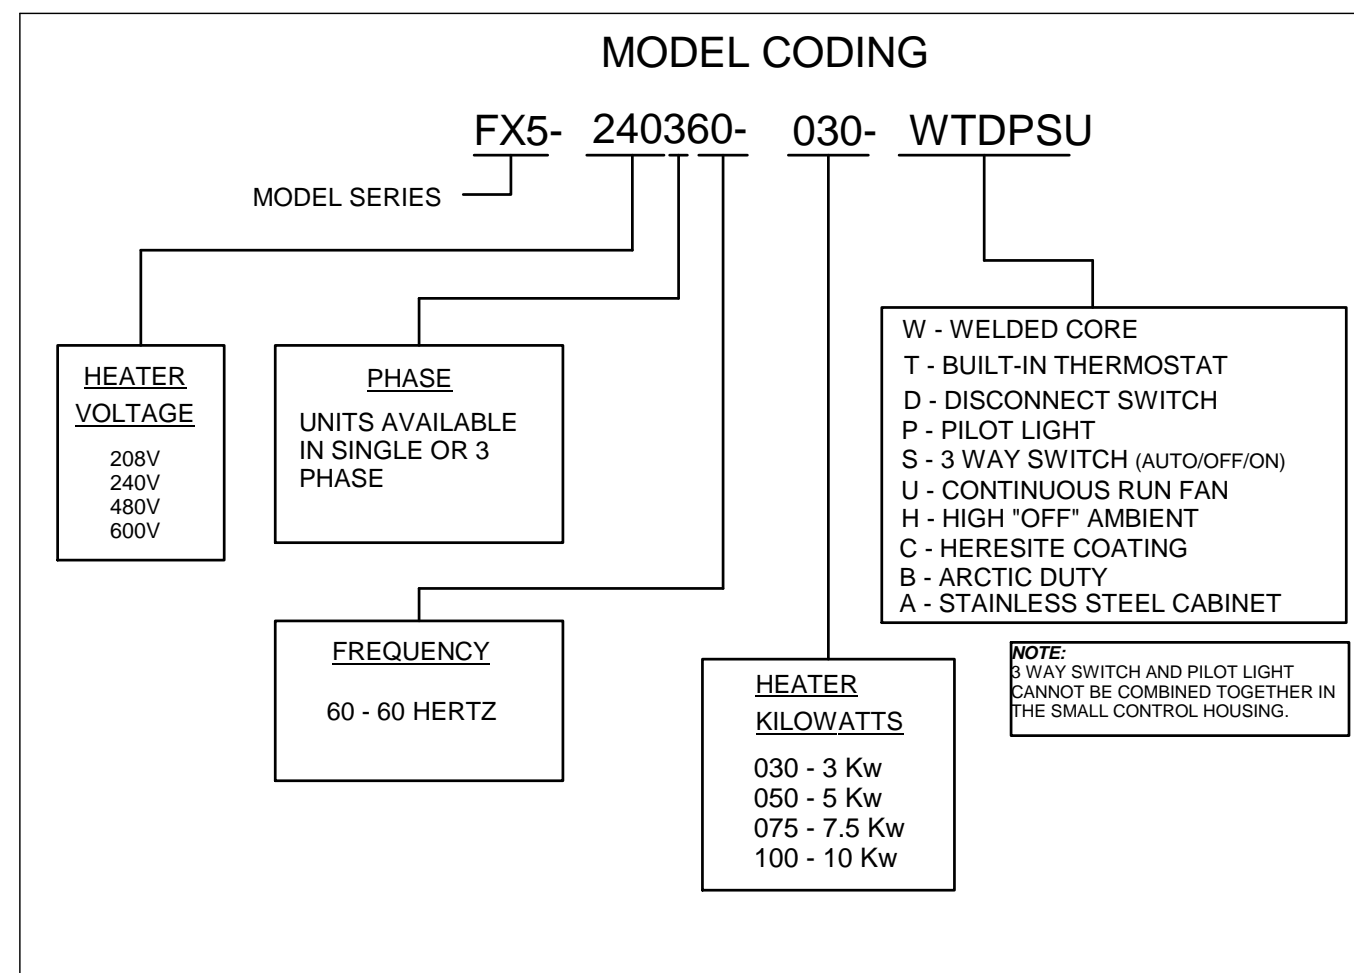 MODEL CODING
FX5- 240360- 030- WTDPSU
MODEL SERIES
HEATER
VOLTAGE
208V
240V
480V
600V
PHASE
UNITS AVAILABLE
IN SINGLE OR 3
PHASE
FREQUENCY
60 - 60 HERTZ
HEATER
KILOWATTS
030 - 3 Kw
050 - 5 Kw
075 - 7.5 Kw
100 - 10 Kw
W - WELDED CORE
T - BUILT-IN THERMOSTAT
D - DISCONNECT SWITCH
P - PILOT LIGHT
S - 3 WAY SWITCH (AUTO/OFF/ON)
U - CONTINUOUS RUN FAN
H - HIGH "OFF" AMBIENT
C - HERESITE COATING
B - ARCTIC DUTY
A - STAINLESS STEEL CABINET
NOTE:
3 WAY SWITCH AND PILOT LIGHT
CANNOT BE COMBINED TOGETHER IN
THE SMALL CONTROL HOUSING.